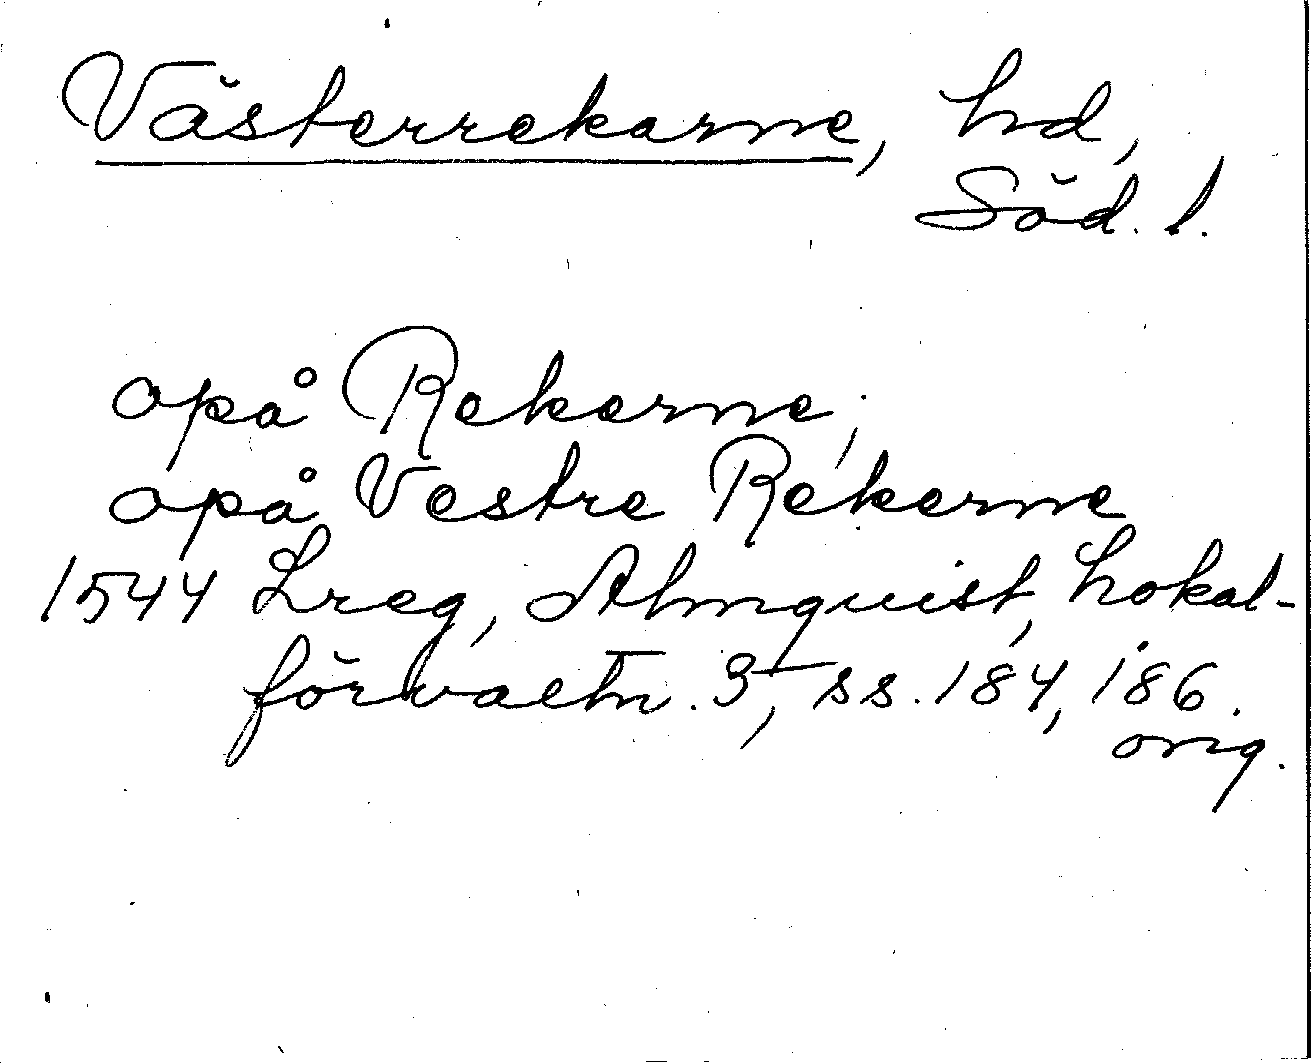 Västerrekarne, hd,
Söd. l.
opå Rekerne;
opå Vestre Rekerne
1544 Lreg, Almquist, Lokal-
förvaltn. 3, ss. 184, 186.
orig.